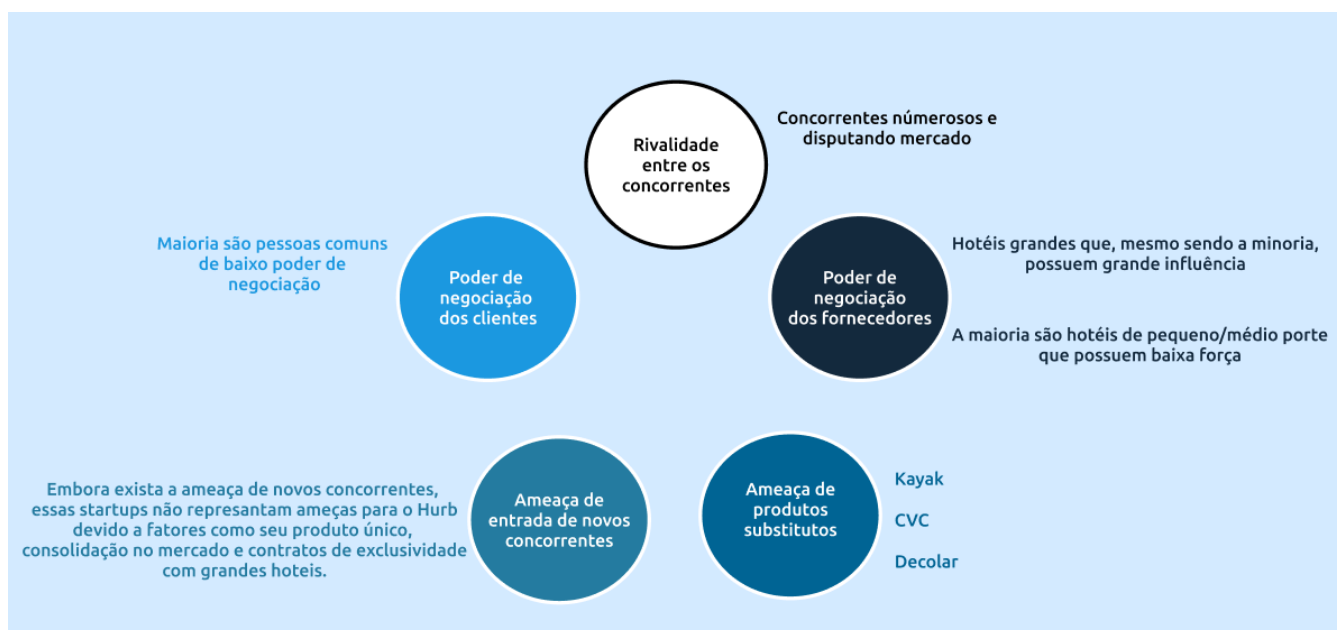 Rivalidade
entre os
concorrentes
Concorrentes númerosos e
disputando mercado
Maioria são pessoas comuns
de baixo poder de
negociação
Poder de
negociação
dos clientes
Poder de
negociação
dos fornecedores
Hotéis grandes que, mesmo sendo a minoria,
possuem grande influência
A maioria são hotéis de pequeno/médio porte
que possuem baixa força
Embora exista a ameaça de novos concorrentes,
essas startups não represantam ameças para o Hurb
devido a fatores como seu produto único,
consolidação no mercado e contratos de exclusividade
com grandes hoteis.
Ameaça de
entrada de novos
concorrentes
Ameaça de
produtos
substitutos
Kayak
CVC
Decolar